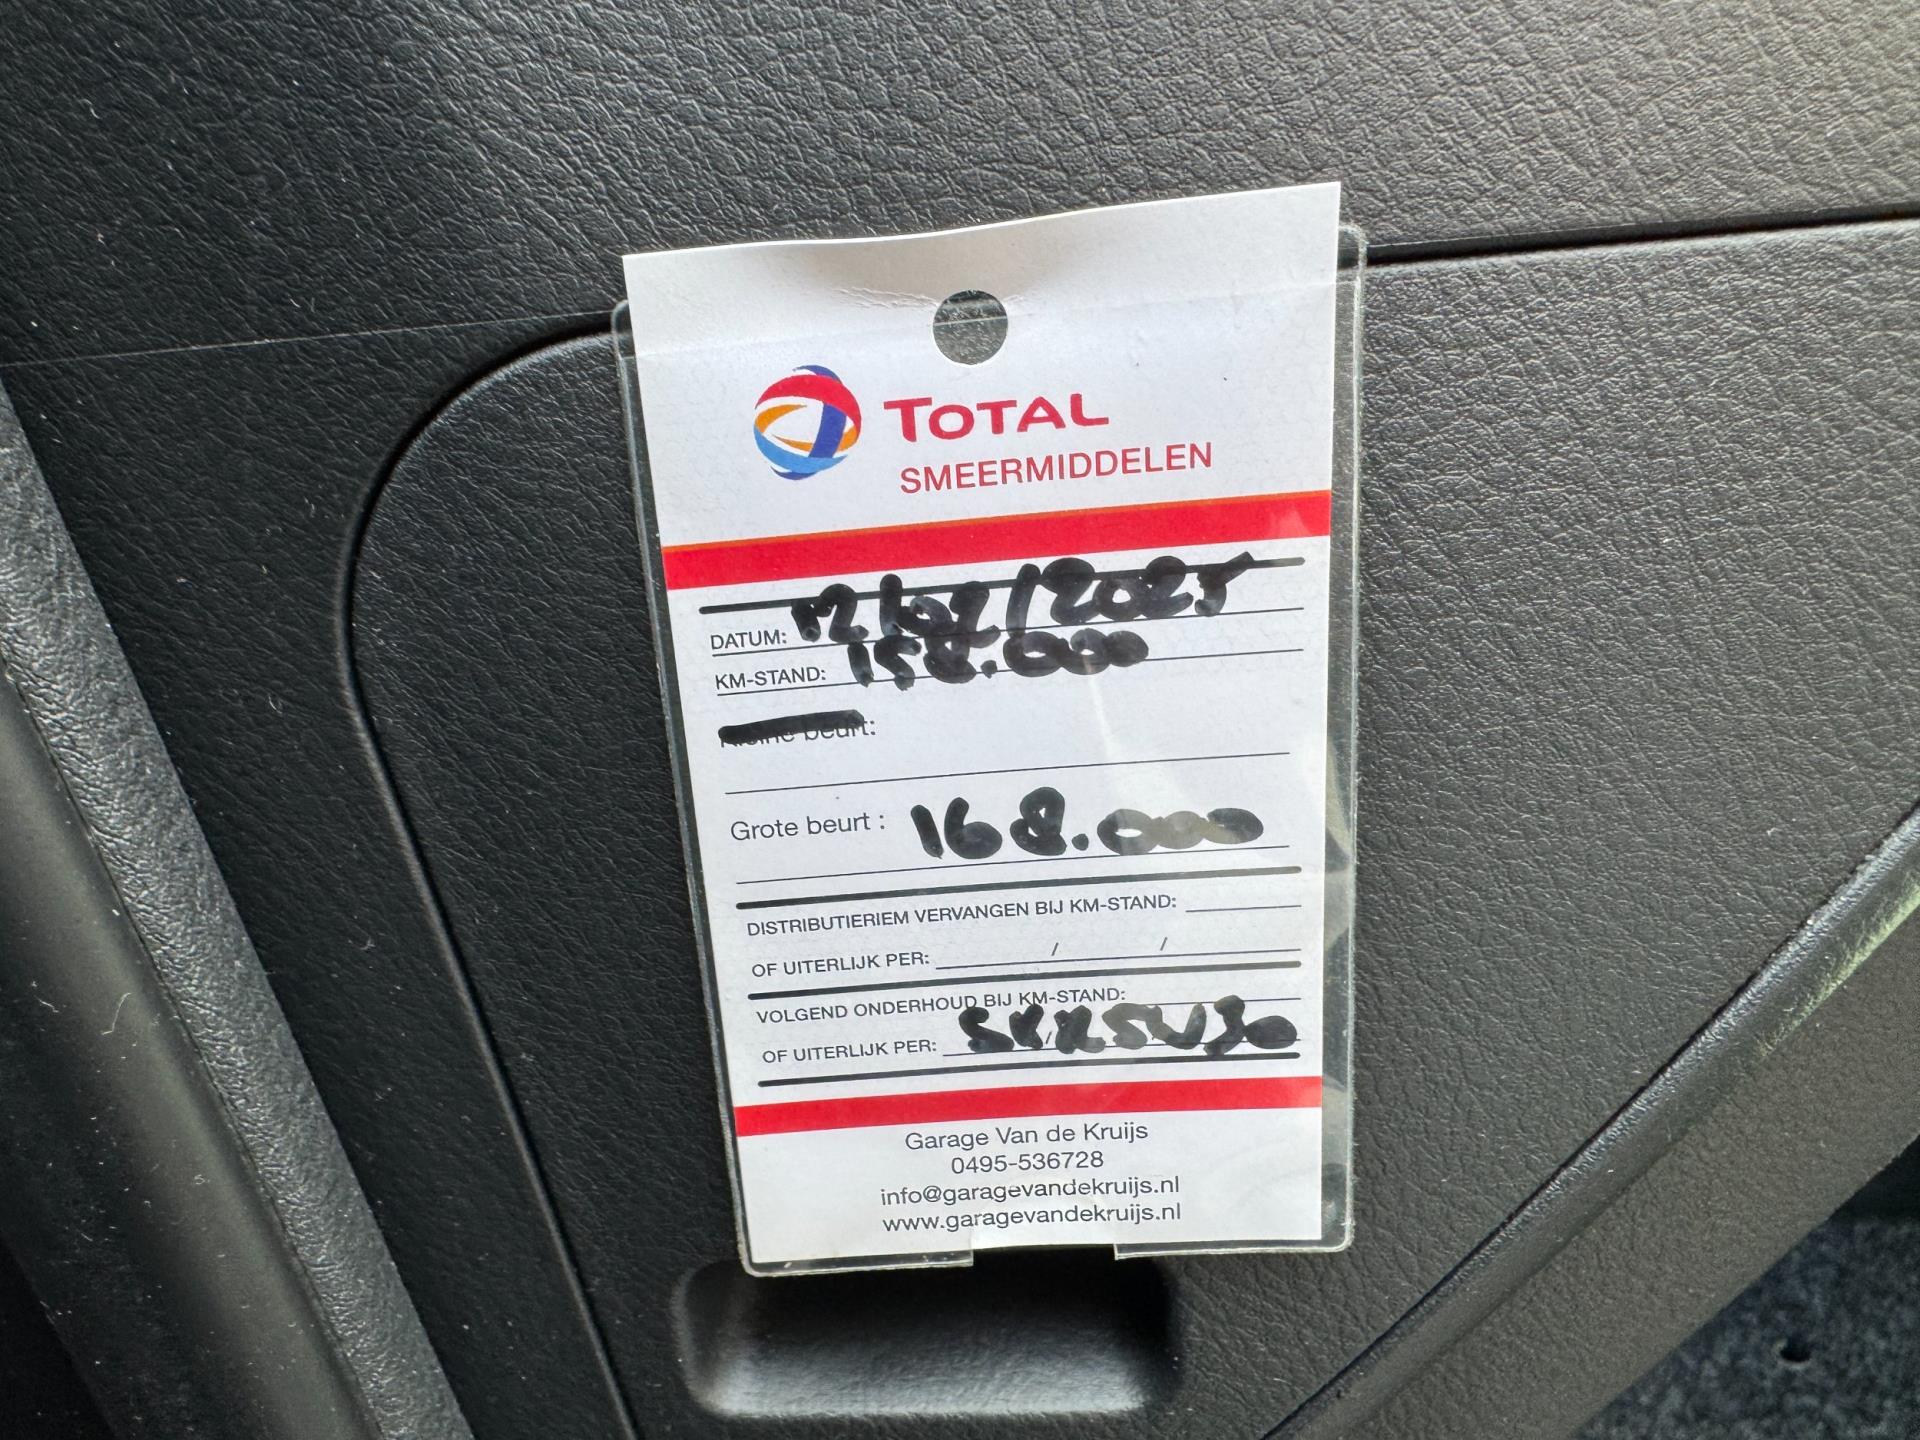 TOTAL
SMEERMIDDELEN
DATUM: 12/02/2025
KM-STAND: 158.000
Kleine beurt:
Grote beurt : 168.000
DISTRIBUTIERIEM VERVANGEN BIJ KM-STAND:
OF UITERLIJK PER: / /
VOLGEND ONDERHOUD BIJ KM-STAND:
OF UITERLIJK PER: 5W30
Garage Van de Kruijs
0495-536728
info@garagevandekruijs.nl
www.garagevandekruijs.nl